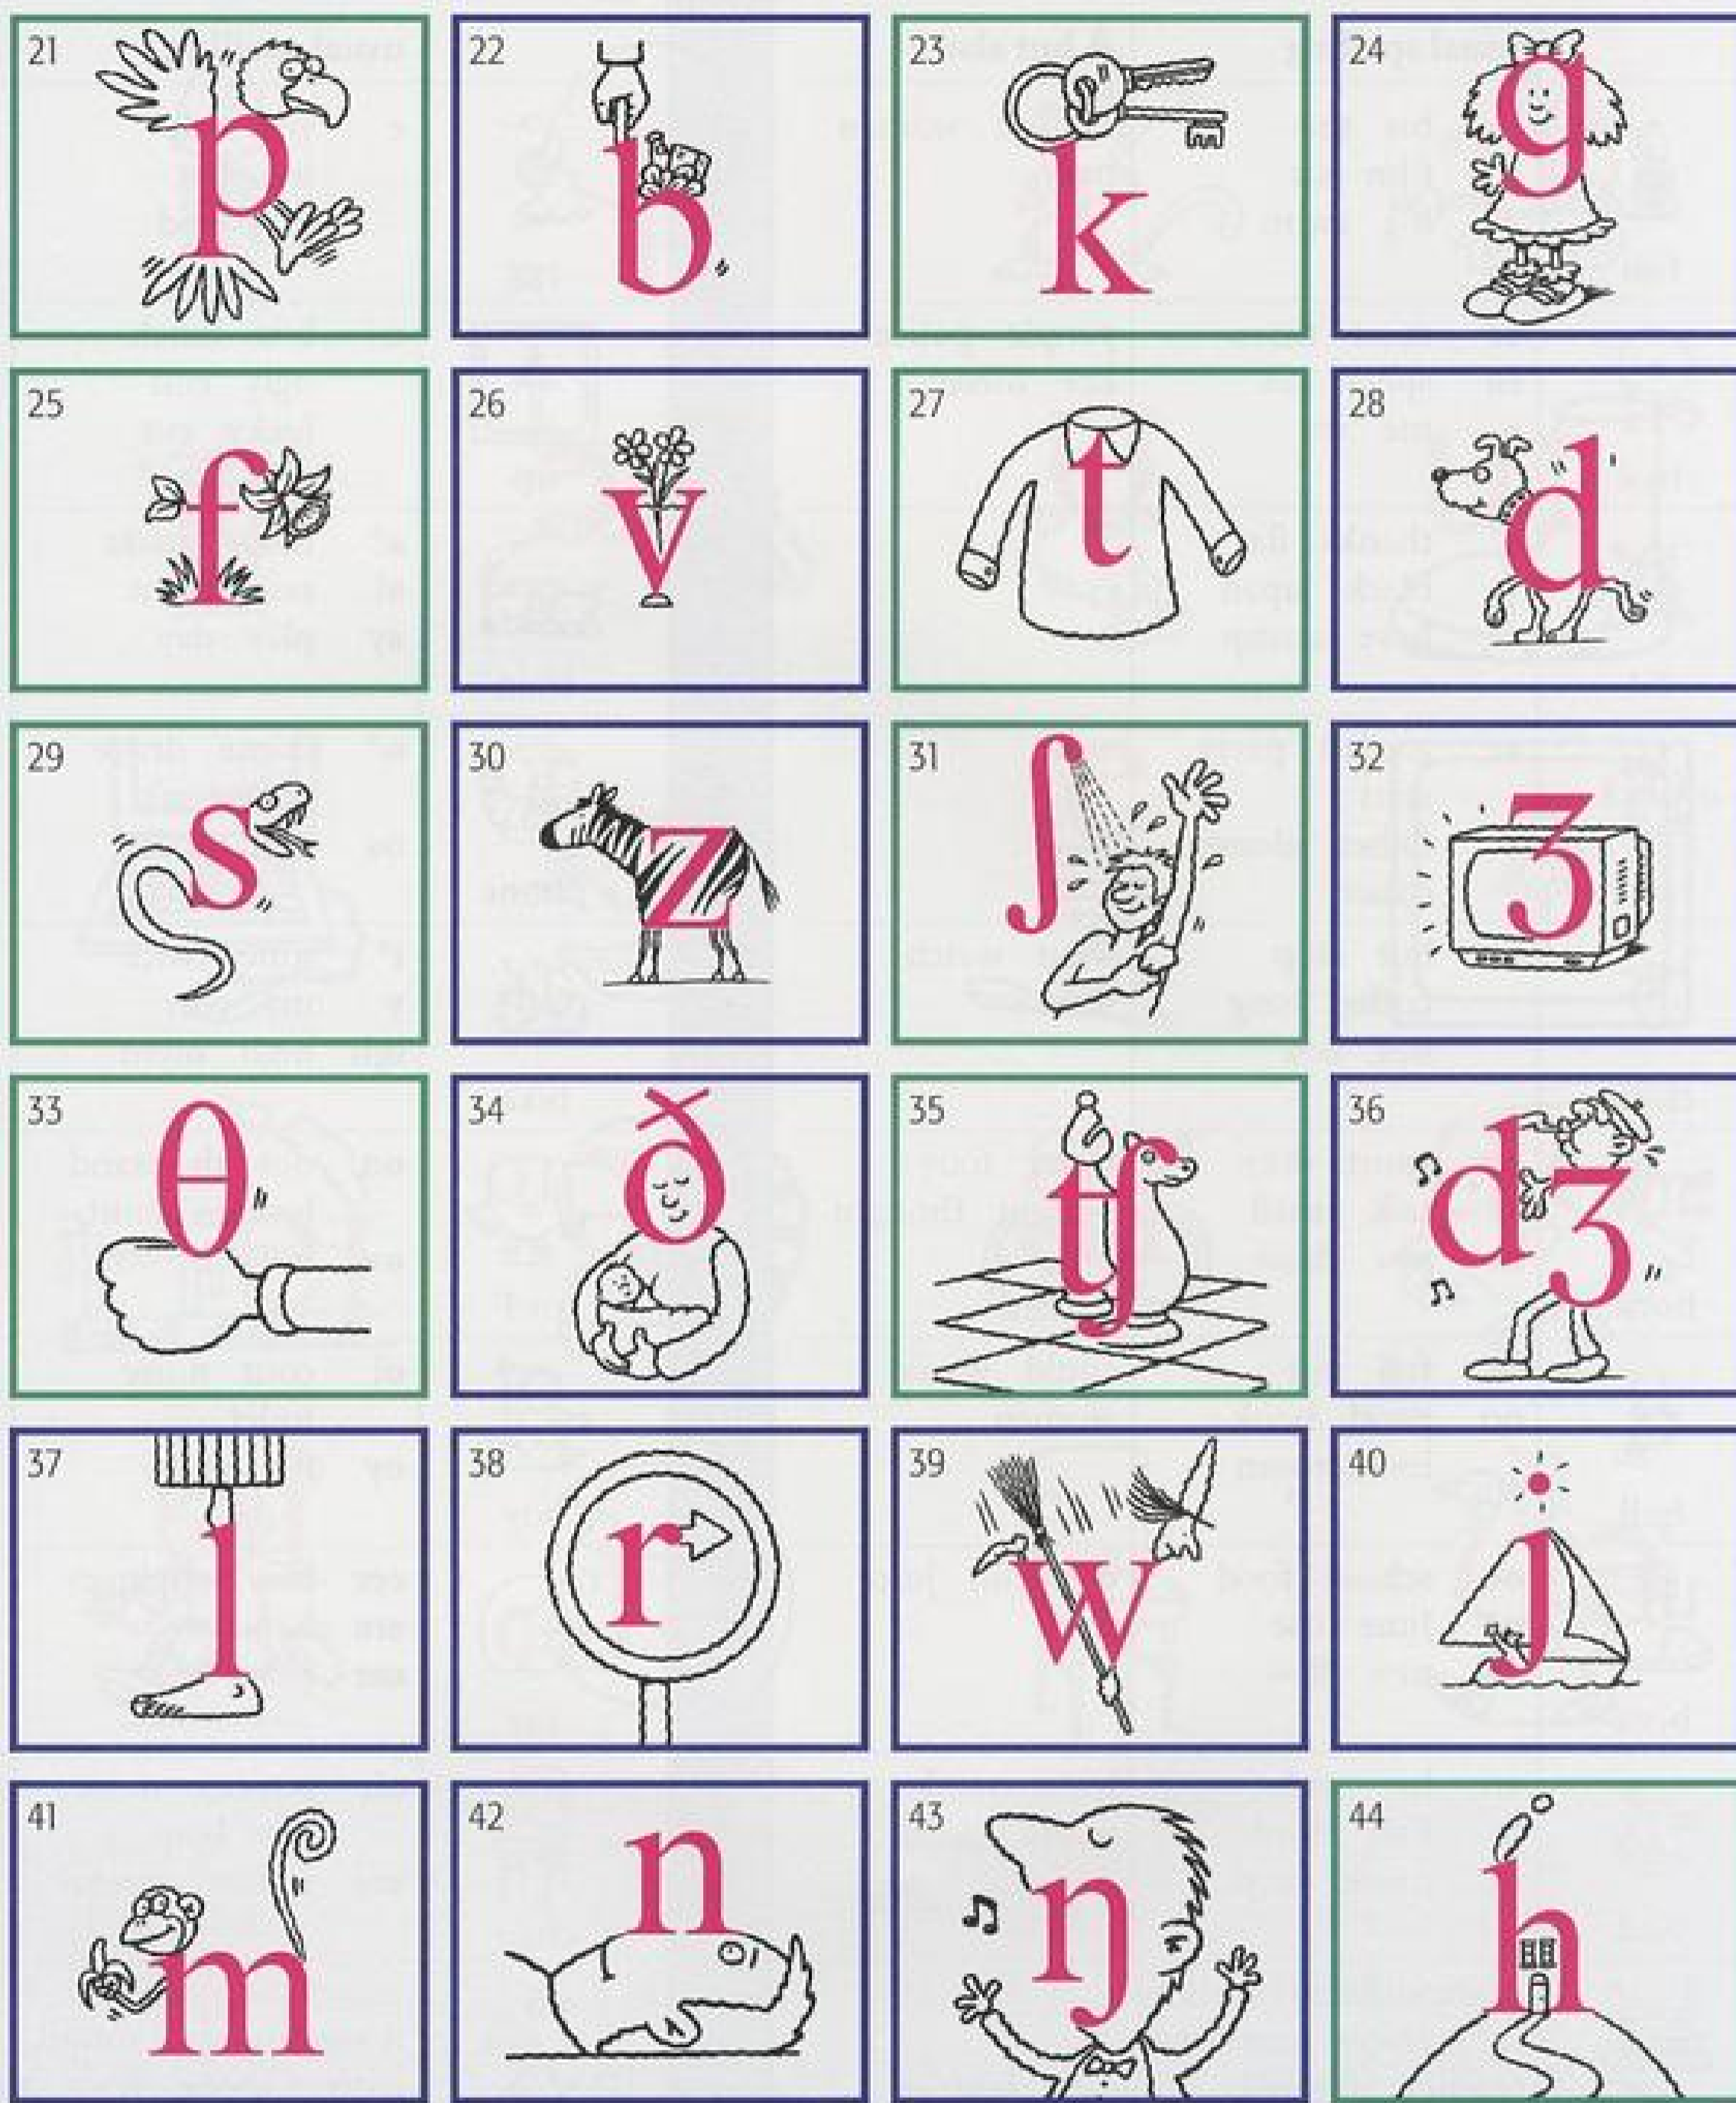 21 22 23 24
p b k g
25 26 27 28
f v t d
29 30 31 32
s z ʃ ʒ
33 34 35 36
θ ð tʃ dʒ
37 38 39 40
l r w j
41 42 43 44
m n ŋ h